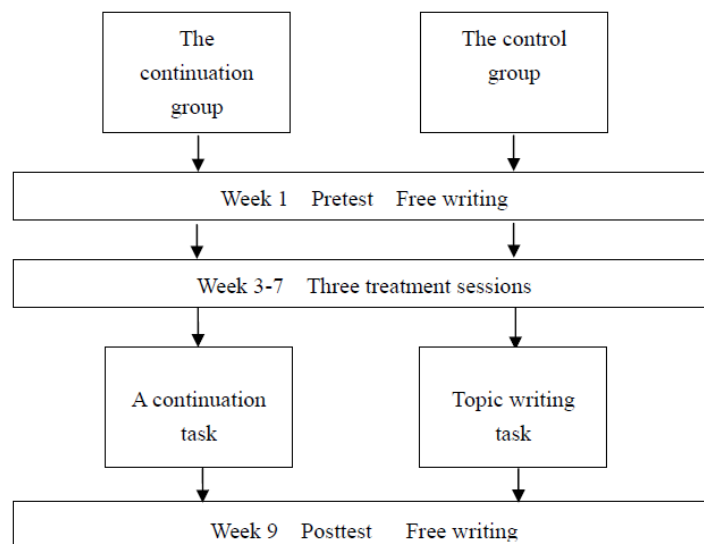 The
continuation
group
The control
group
Week 1 Pretest Free writing
Week 3-7 Three treatment sessions
A continuation
task
Topic writing
task
Week 9 Posttest Free writing